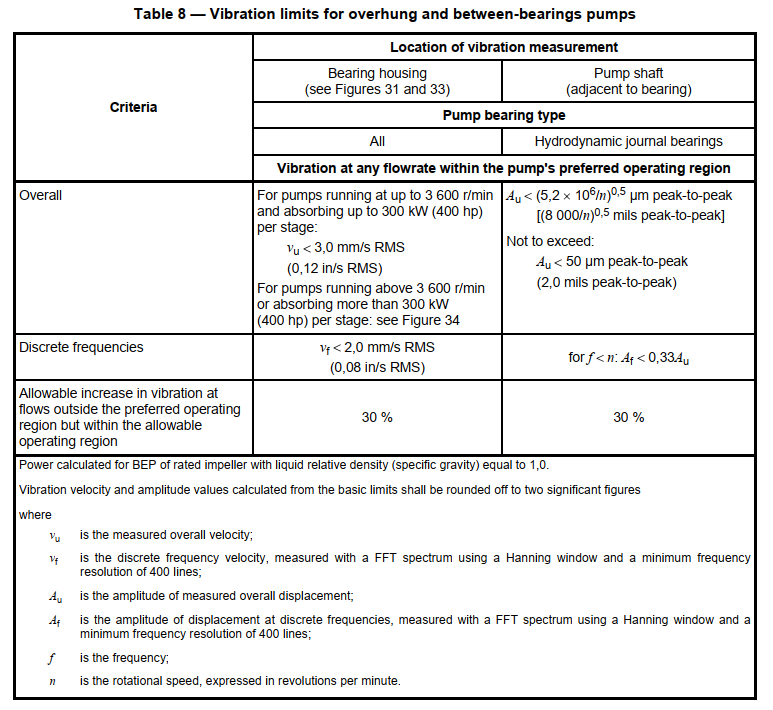 Table 8 — Vibration limits for overhung and between-bearings pumps
Criteria
Location of vibration measurement
Bearing housing
(see Figures 31 and 33)
Pump shaft
(adjacent to bearing)
Pump bearing type
All
Hydrodynamic journal bearings
Vibration at any flowrate within the pump's preferred operating region
Overall
For pumps running at up to 3 600 r/min
and absorbing up to 300 kW (400 hp)
per stage:
νu < 3,0 mm/s RMS
(0,12 in/s RMS)
For pumps running above 3 600 r/min
or absorbing more than 300 kW
(400 hp) per stage: see Figure 34
Au < (5,2 × 10⁶/n)⁰,⁵ µm peak-to-peak
[(8 000/n)⁰,⁵ mils peak-to-peak]
Not to exceed:
Au < 50 µm peak-to-peak
(2,0 mils peak-to-peak)
Discrete frequencies
νf < 2,0 mm/s RMS
(0,08 in/s RMS)
for f < n: Af < 0,33Au
Allowable increase in vibration at
flows outside the preferred operating
region but within the allowable
operating region
30 %
30 %
Power calculated for BEP of rated impeller with liquid relative density (specific gravity) equal to 1,0.
Vibration velocity and amplitude values calculated from the basic limits shall be rounded off to two significant figures
where
νu is the measured overall velocity;
νf is the discrete frequency velocity, measured with a FFT spectrum using a Hanning window and a minimum frequency
resolution of 400 lines;
Au is the amplitude of measured overall displacement;
Af is the amplitude of displacement at discrete frequencies, measured with a FFT spectrum using a Hanning window and a
minimum frequency resolution of 400 lines;
f is the frequency;
n is the rotational speed, expressed in revolutions per minute.